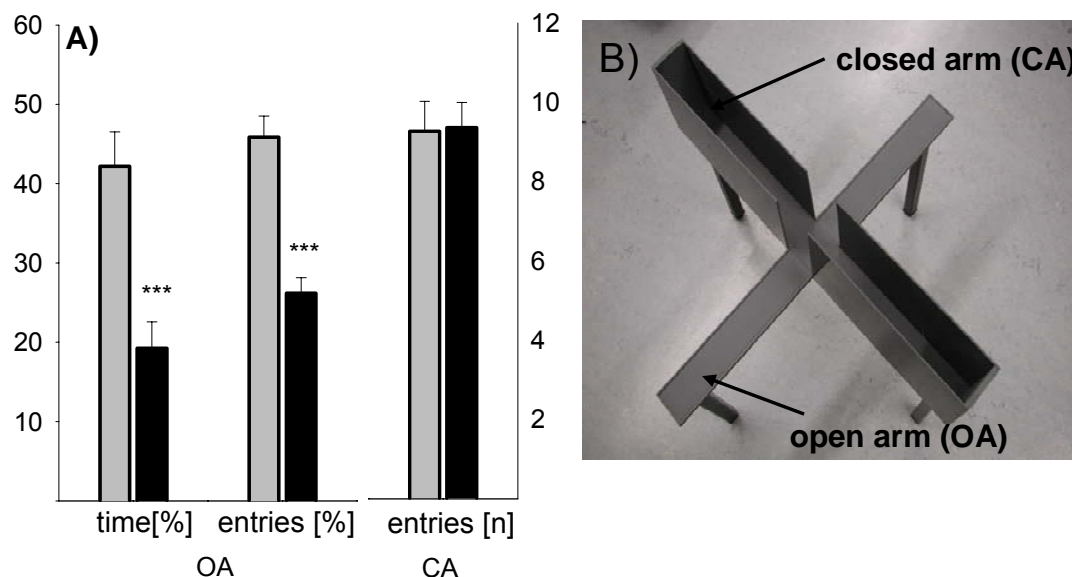 A)
60
50
40
30
20
10
***
***
12
10
8
6
4
2
time[%] entries [%] entries [n]
OA CA
B)
closed arm (CA)
open arm (OA)